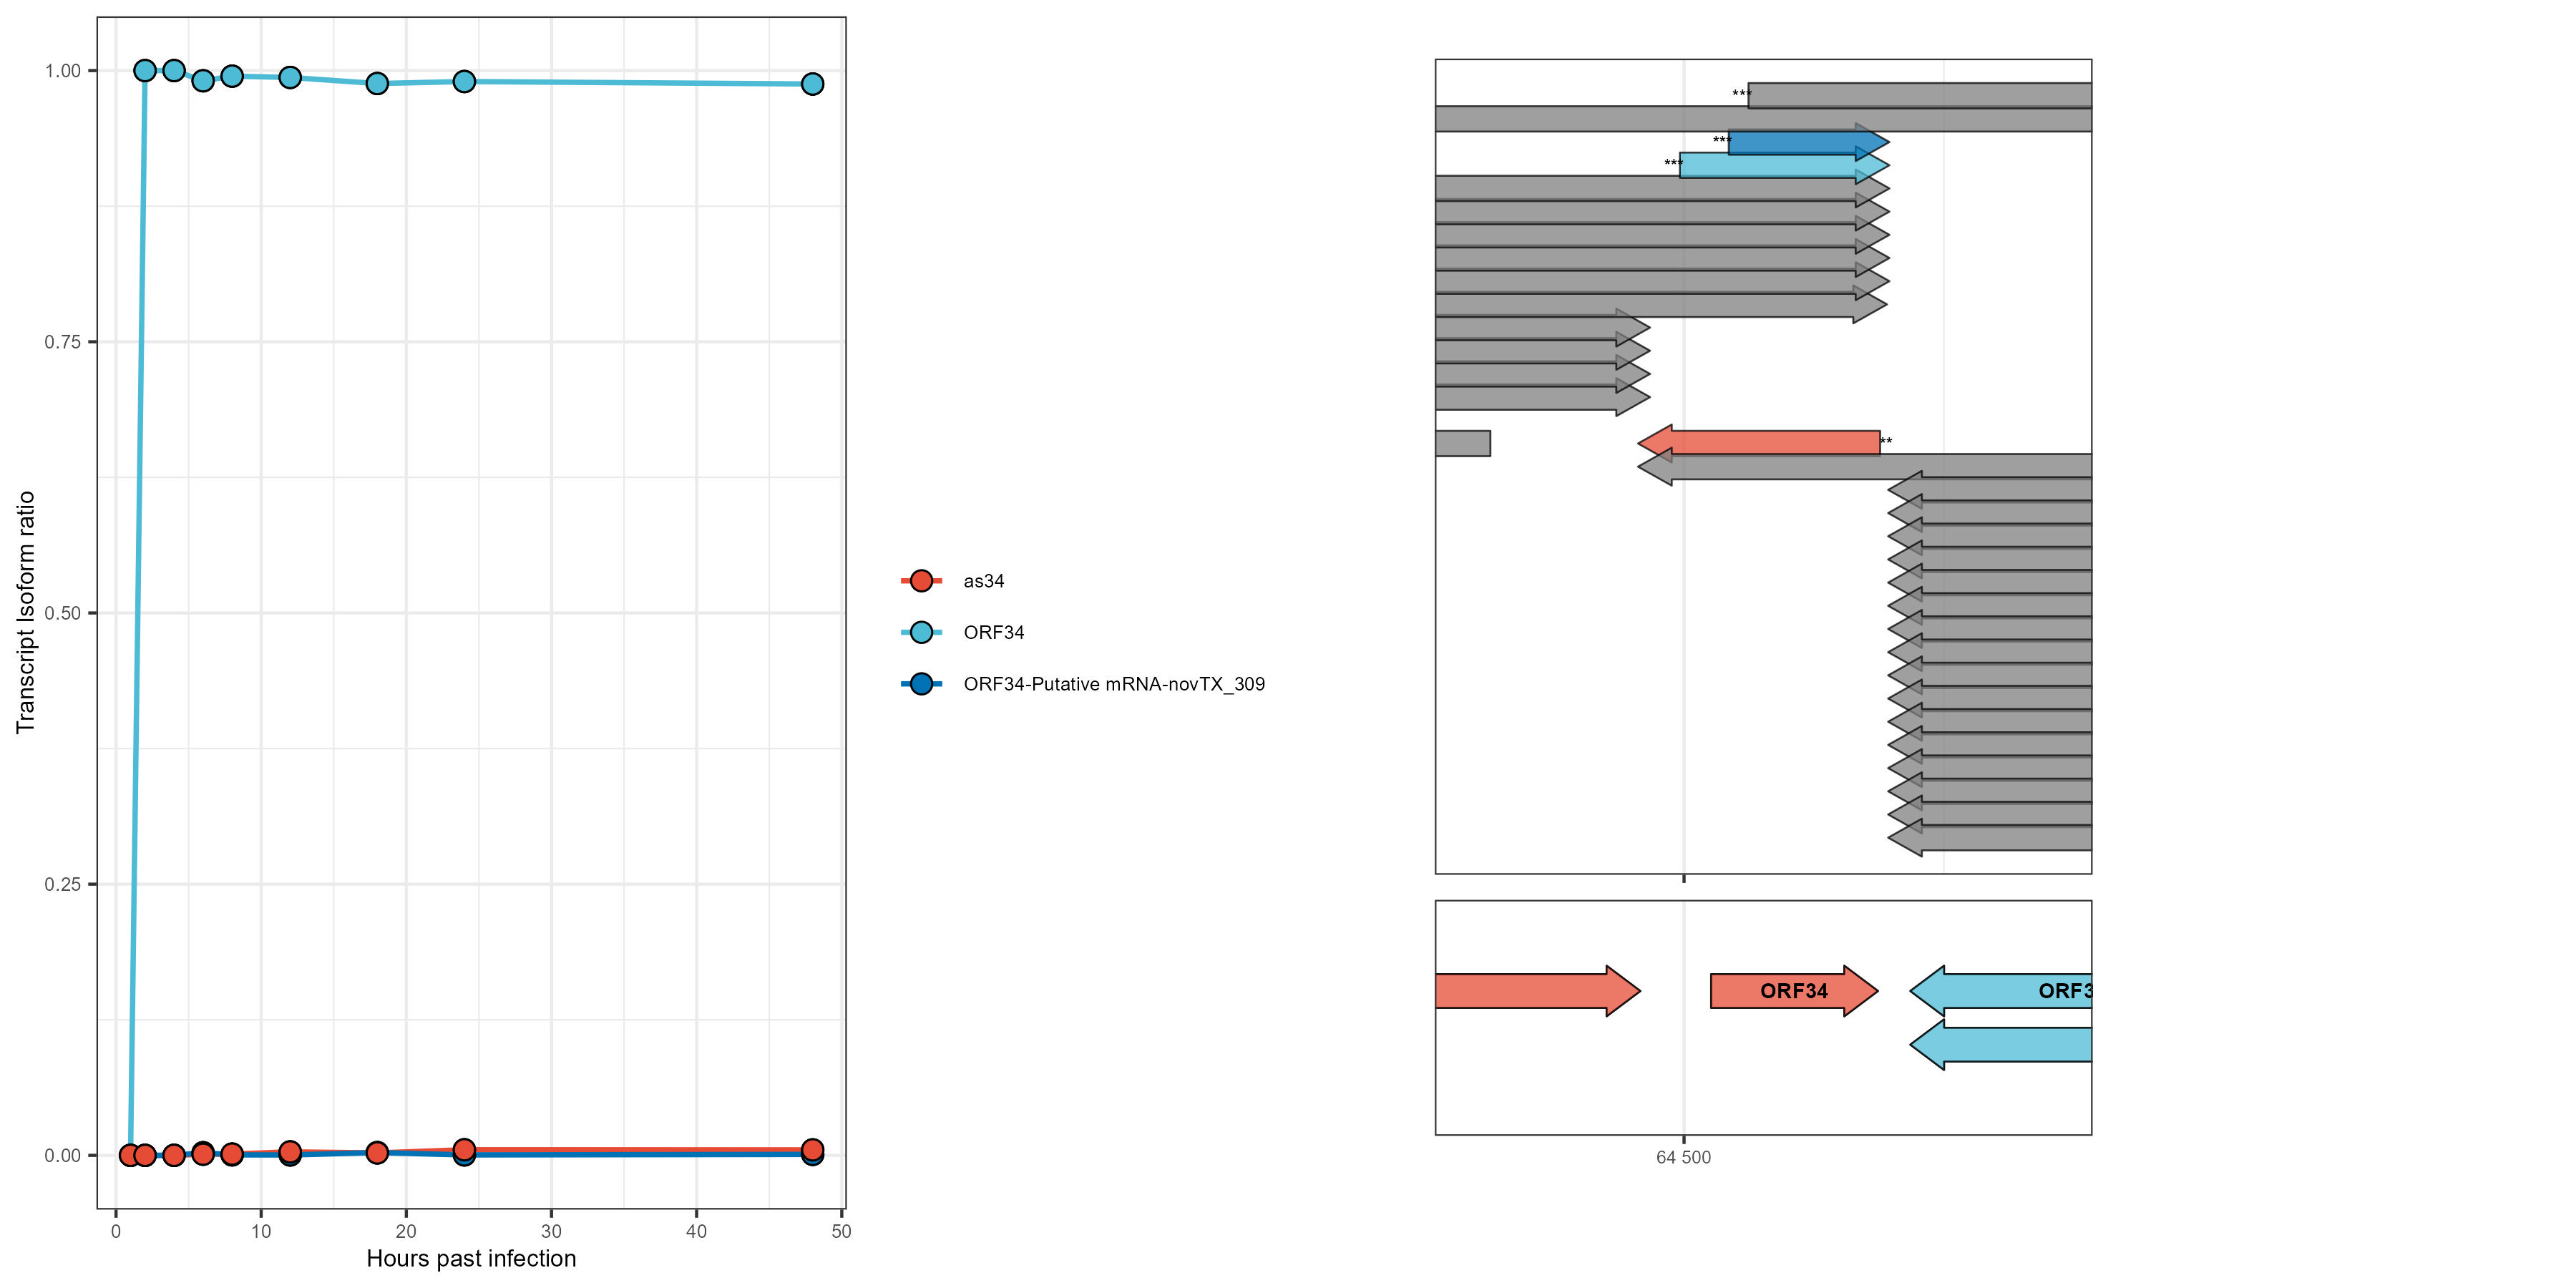 1.00
0.75
0.50
0.25
0.00
Transcript Isoform ratio
0 10 20 30 40 50
Hours past infection
as34
ORF34
ORF34-Putative mRNA-novTX_309
***
***
***
**
ORF34
ORF3
64 500